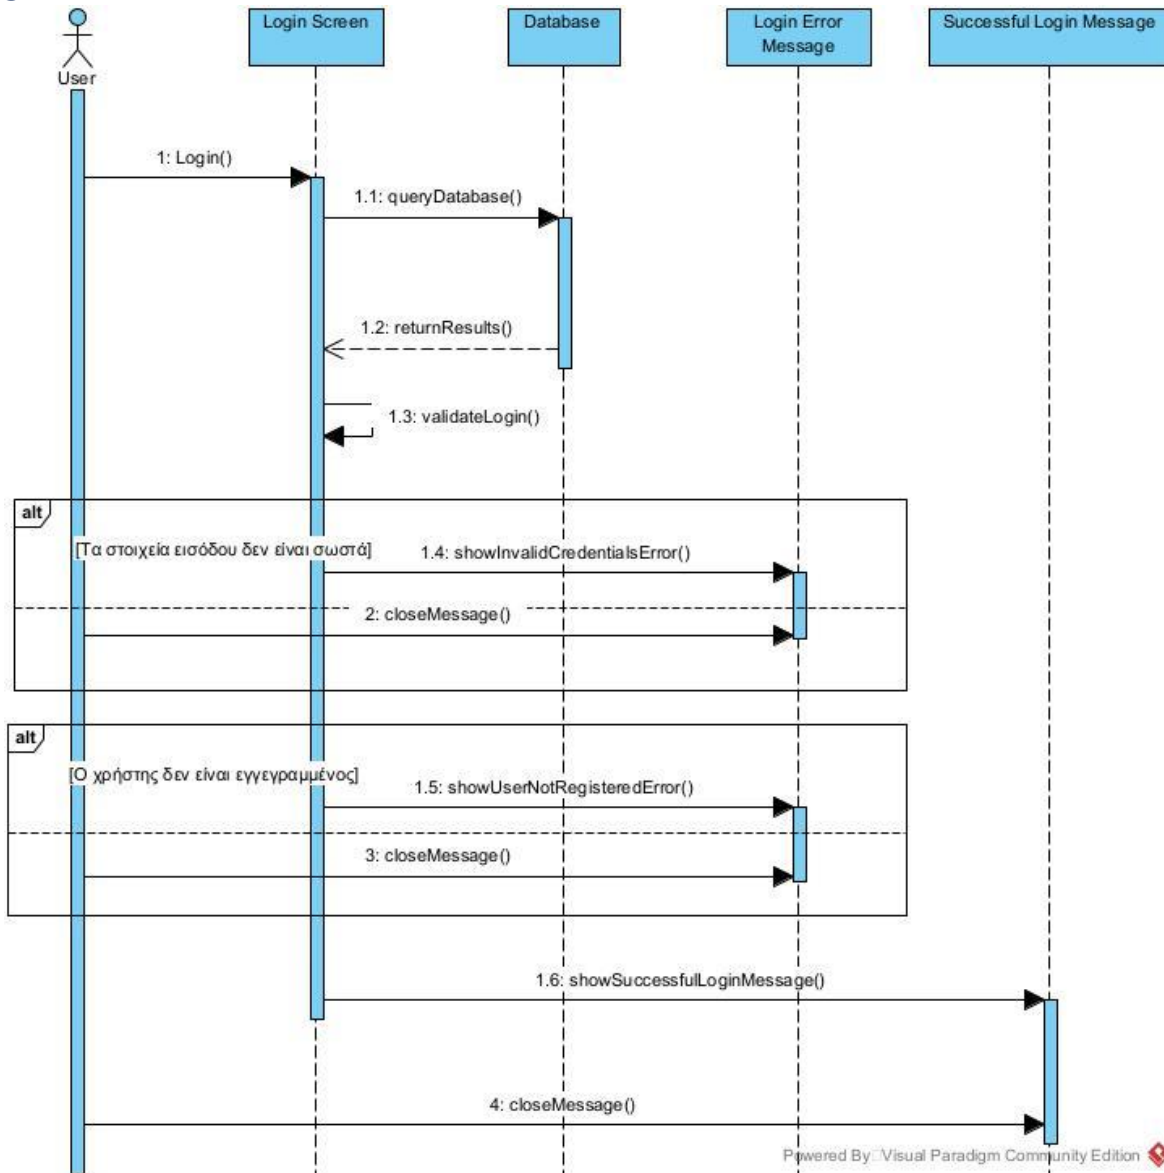 Login Screen
Database
Login Error
Message
Successful Login Message
User
1: Login()
1.1: queryDatabase()
1.2: returnResults()
1.3: validateLogin()
alt
[Τα στοιχεία εισόδου δεν είναι σωστά]
1.4: showInvalidCredentialsError()
2: closeMessage()
alt
[Ο χρήστης δεν είναι εγγεγραμμένος]
1.5: showUserNotRegisteredError()
3: closeMessage()
1.6: showSuccessfulLoginMessage()
4: closeMessage()
Powered By Visual Paradigm Community Edition